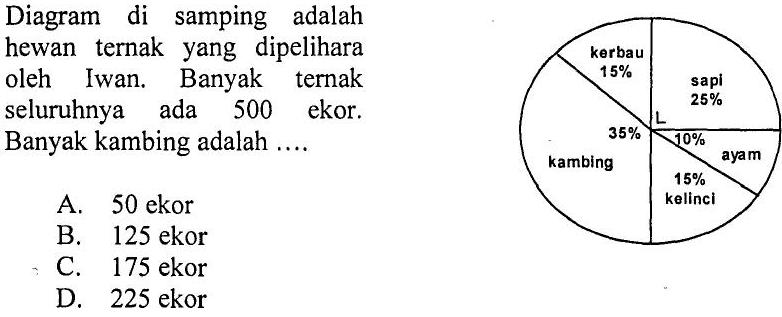 Diagram di samping adalah
hewan ternak yang dipelihara
oleh Iwan. Banyak ternak
seluruhnya ada 500 ekor.
Banyak kambing adalah ....
A. 50 ekor
B. 125 ekor
C. 175 ekor
D. 225 ekor
kerbau
15%
sapi
25%
35%
kambing
10%
ayam
15%
kelinci